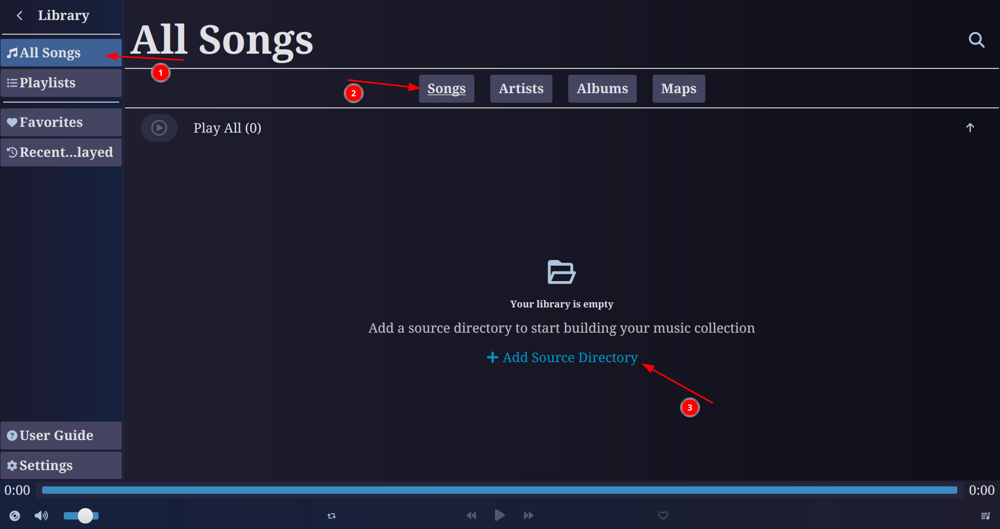 Library
All Songs
Playlists
Favorites
Recent...layed
User Guide
Settings
All Songs
1
2
Songs
Artists
Albums
Maps
Play All (0)
Your library is empty
Add a source directory to start building your music collection
Add Source Directory
3
0:00
0:00